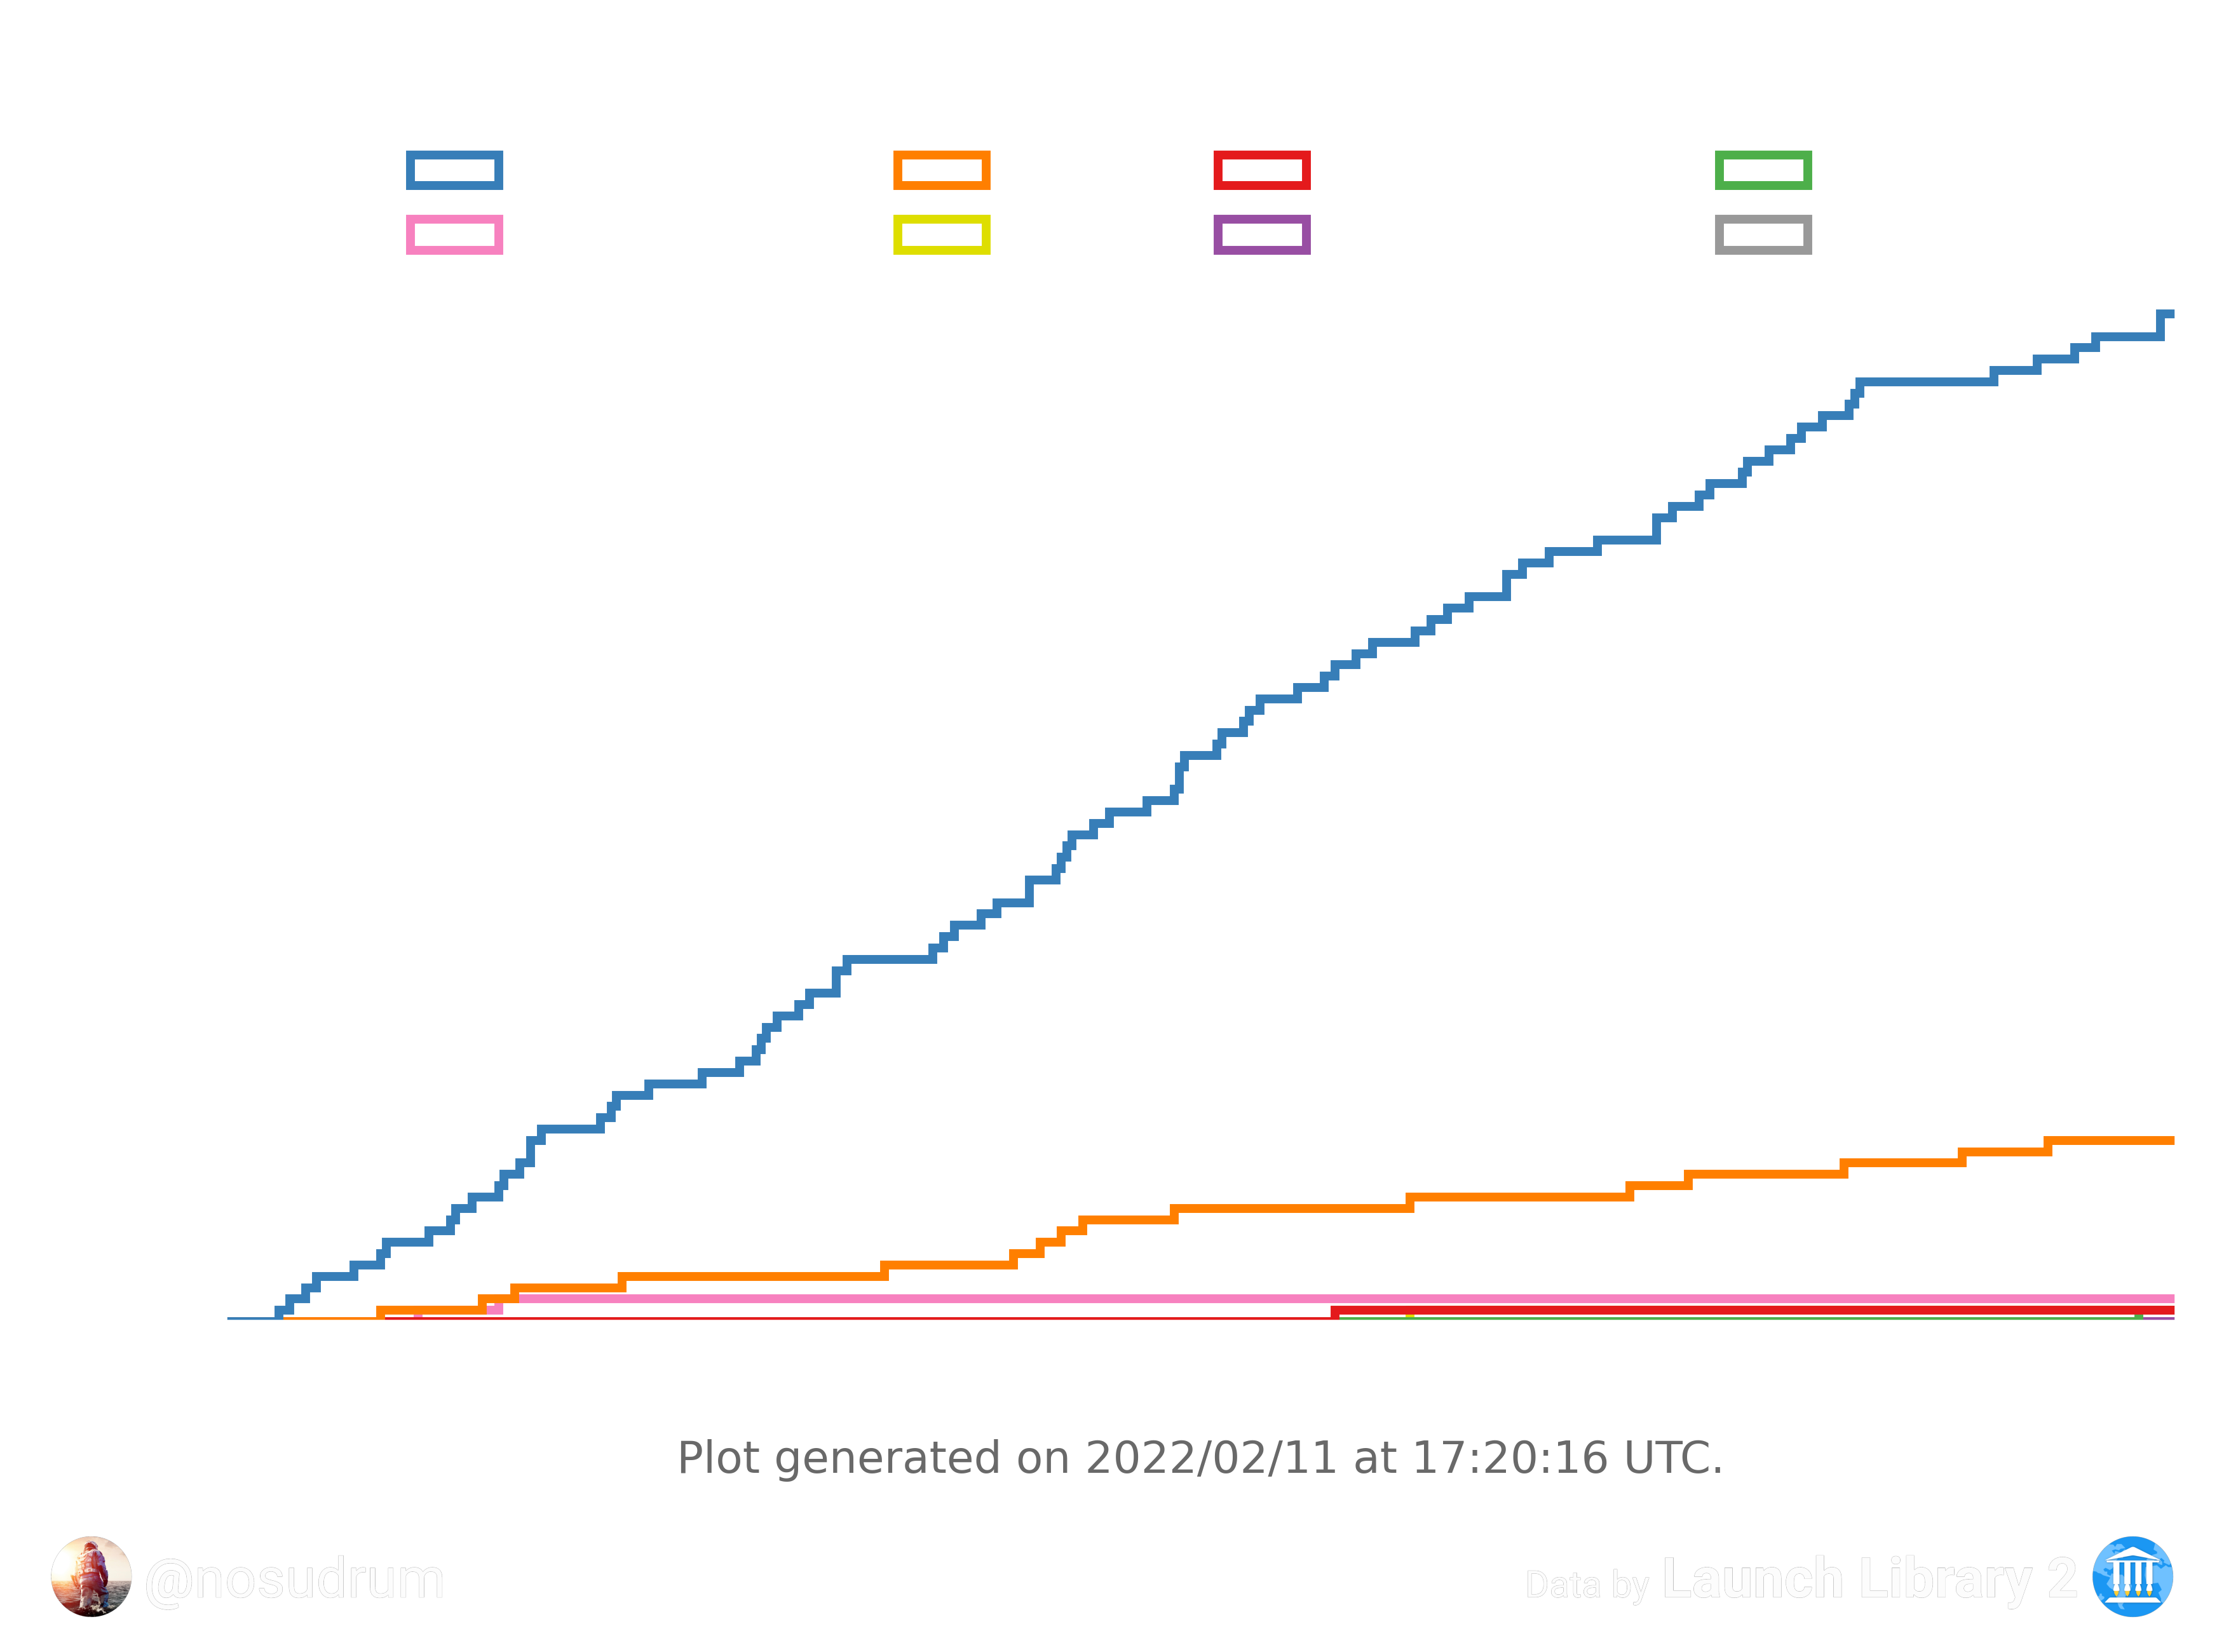 Plot generated on 2022/02/11 at 17:20:16 UTC.
@nosudrum
Data by Launch Library 2